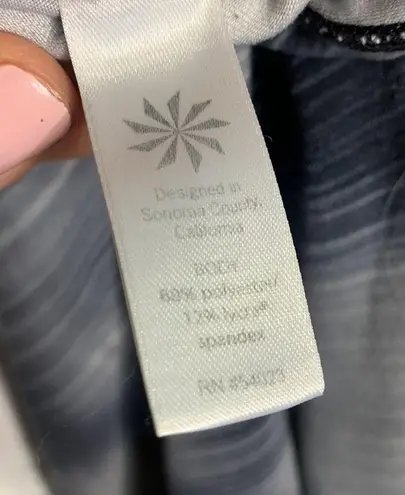 Designed in
Sonoma County,
California
BODY
88% polyester/
12% lycra®
spandex
RN #54023